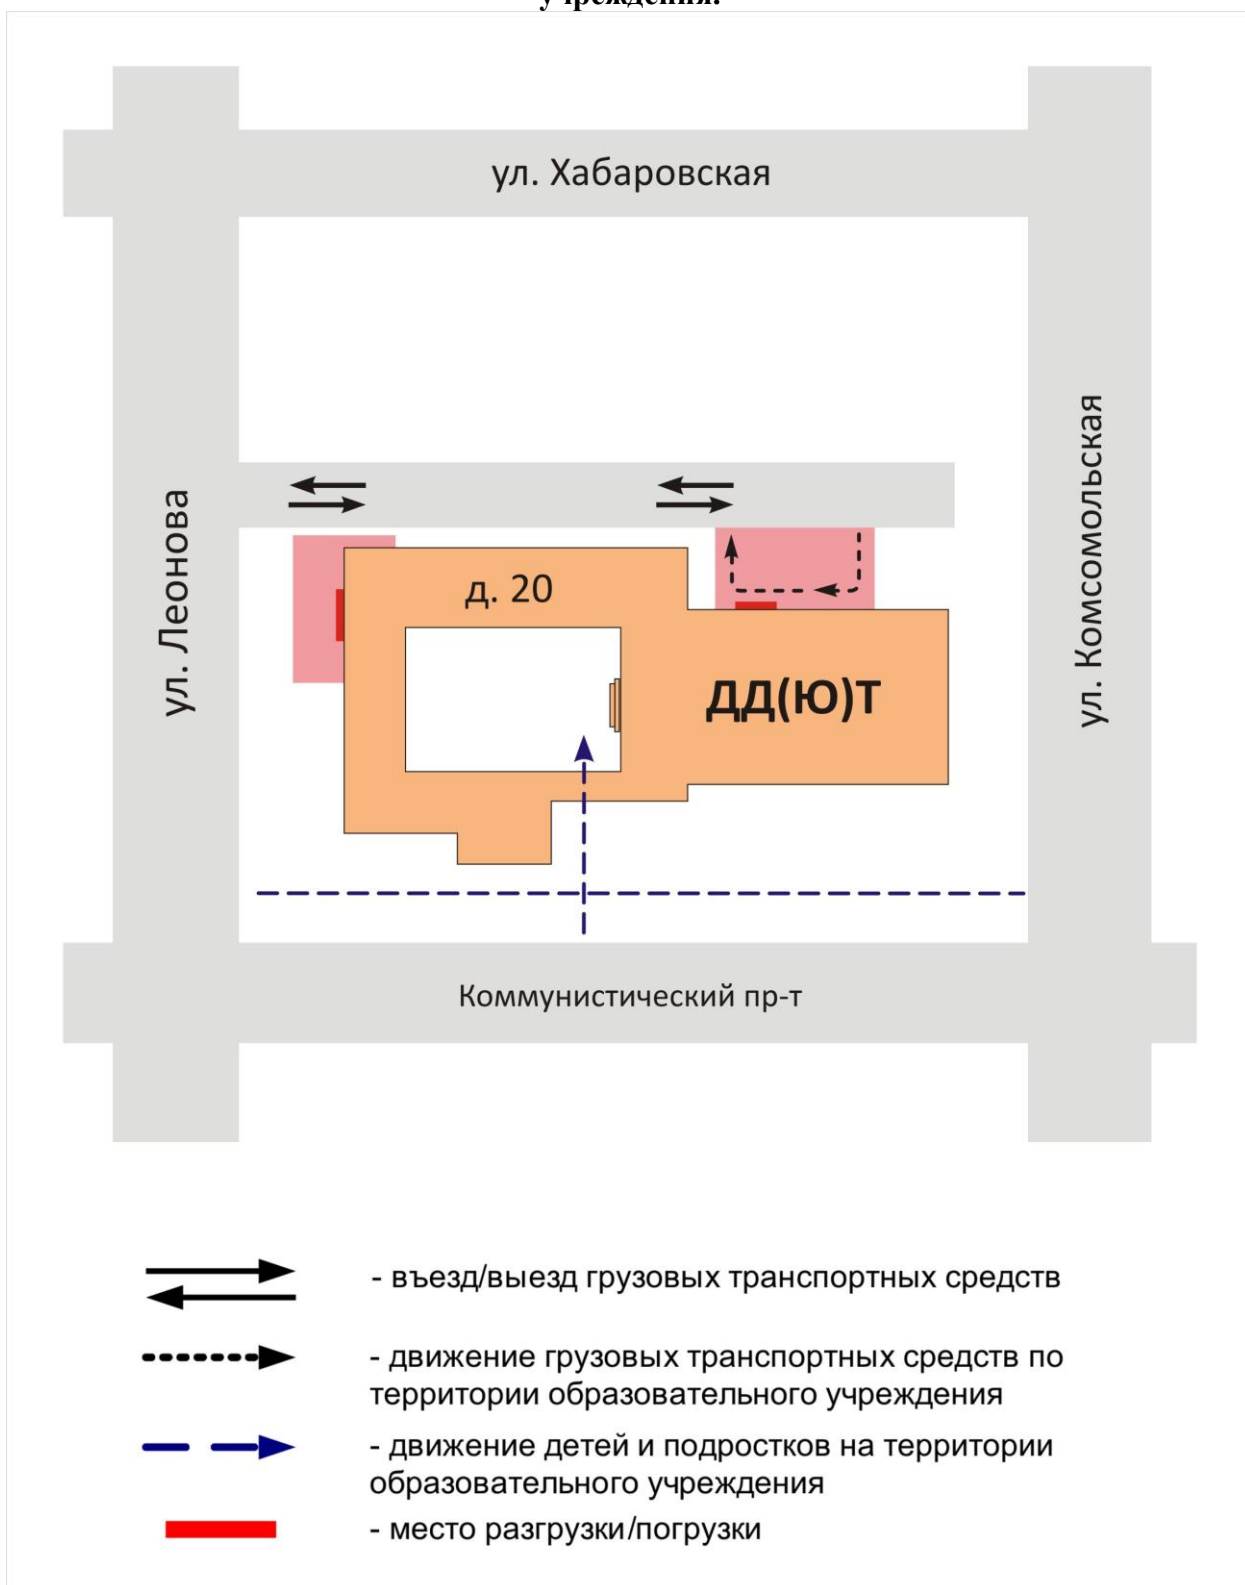 учреждения.
ул. Хабаровская
ул. Леонова
ул. Комсомольская
д. 20
ДД(Ю)Т
Коммунистический пр-т
- въезд/выезд грузовых транспортных средств
- движение грузовых транспортных средств по
территории образовательного учреждения
- движение детей и подростков на территории
образовательного учреждения
- место разгрузки/погрузки